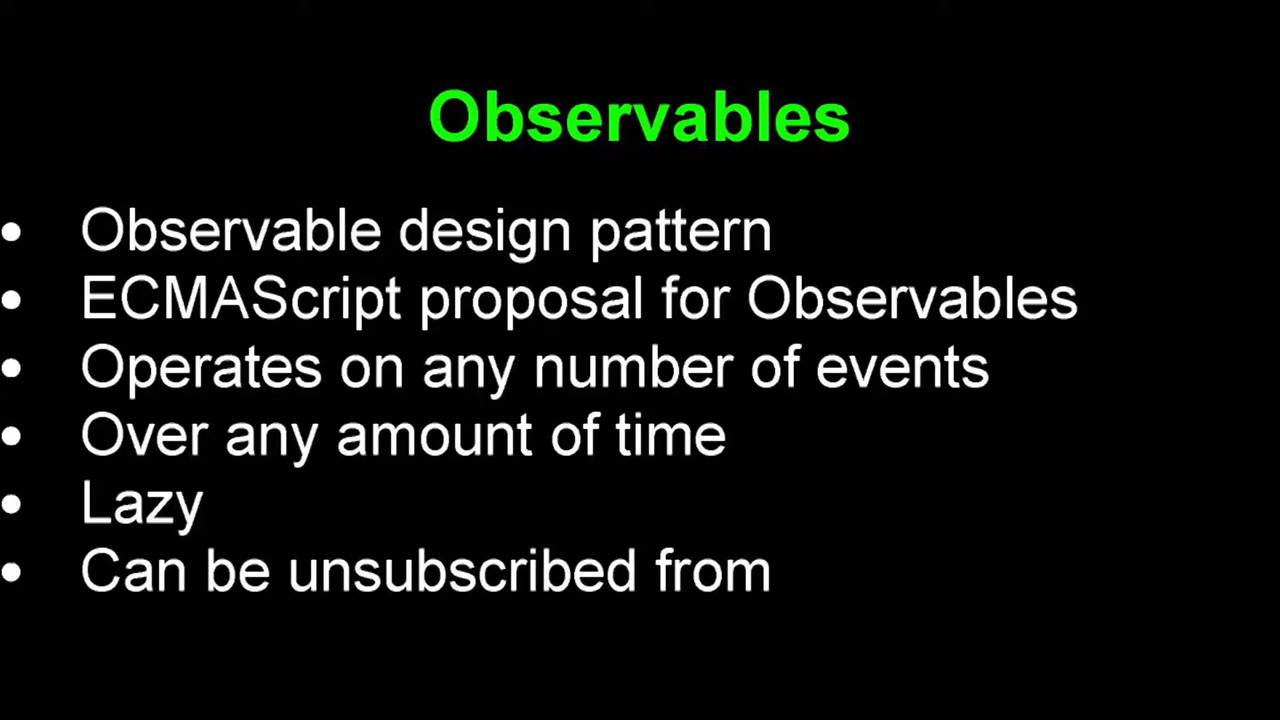 Observables
• Observable design pattern
• ECMAScript proposal for Observables
• Operates on any number of events
• Over any amount of time
• Lazy
• Can be unsubscribed from